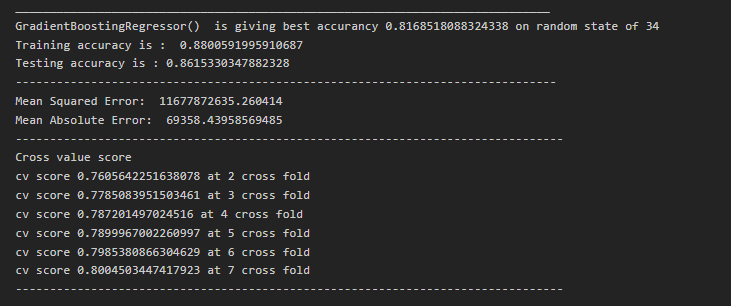 GradientBoostingRegressor()  is giving best accurancy 0.8168518088324338 on random state of 34
Training accuracy is :  0.8800591995910687
Testing accuracy is : 0.8615330347882328
-------------------------------------------------------------------------------
Mean Squared Error:  11677872635.260414
Mean Absolute Error:  69358.43958569485
--------------------------------------------------------------------------------
Cross value score
cv score 0.7605642251638078 at 2 cross fold
cv score 0.7785083951503461 at 3 cross fold
cv score 0.787201497024516 at 4 cross fold
cv score 0.7899967002260997 at 5 cross fold
cv score 0.7985380866304629 at 6 cross fold
cv score 0.8004503447417923 at 7 cross fold
--------------------------------------------------------------------------------